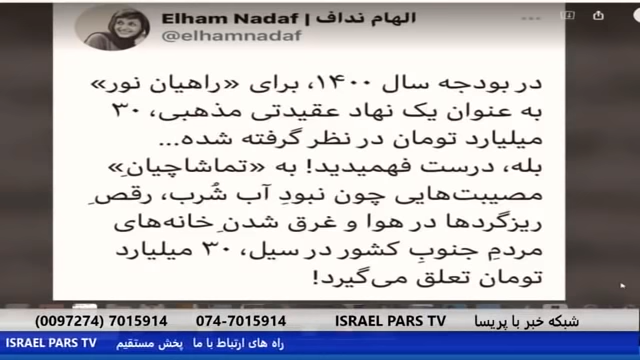 Elham Nadaf | الهام نداف
@elhamnadaf
در بودجه سال ۱۴۰۰، برای «راهیان نور»
به عنوان یک نهاد عقیدتی مذهبی، ۳۰
میلیارد تومان در نظر گرفته شده...
بله، درست فهمیدید! به «تماشاچیانِ»
مصیبت‌هایی چون نبودِ آب شُرب، رقصِ
ریزگردها در هوا و غرق شدنِ خانه‌های
مردمِ جنوبِ کشور در سیل، ۳۰ میلیارد
تومان تعلق می‌گیرد!
(0097274) 7015914 074-7015914 ISRAEL PARS TV شبکه خبر با پریسا
ISRAEL PARS TV پخش مستقیم راه های ارتباط با ما